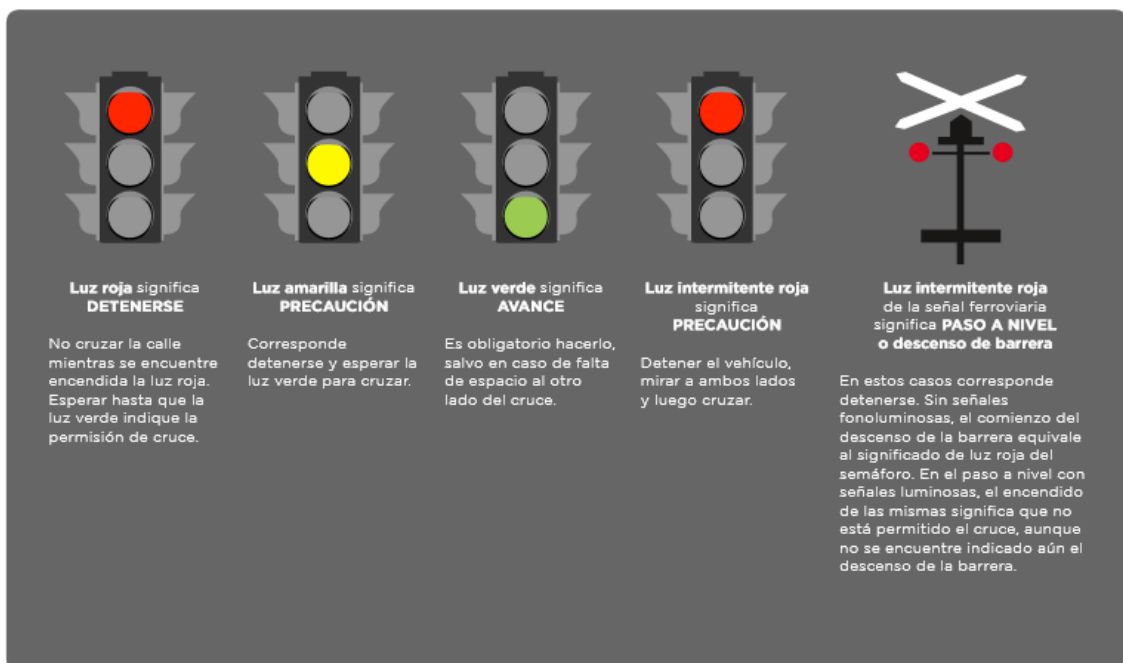 Luz roja significa
DETENERSE
No cruzar la calle
mientras se encuentre
encendida la luz roja.
Esperar hasta que la
luz verde indique la
permisión de cruce.
Luz amarilla significa
PRECAUCIÓN
Corresponde
detenerse y esperar la
luz verde para cruzar.
Luz verde significa
AVANCE
Es obligatorio hacerlo,
salvo en caso de falta
de espacio al otro
lado del cruce.
Luz intermitente roja
significa
PRECAUCIÓN
Detener el vehículo,
mirar a ambos lados
y luego cruzar.
Luz intermitente roja
de la señal ferroviaria
significa PASO A NIVEL
o descenso de barrera
En estos casos corresponde
detenerse. Sin señales
fonoluminosas, el comienzo del
descenso de la barrera equivale
al significado de luz roja del
semáforo. En el paso a nivel con
señales luminosas, el encendido
de las mismas significa que no
está permitido el cruce, aunque
no se encuentre indicado aún el
descenso de la barrera.